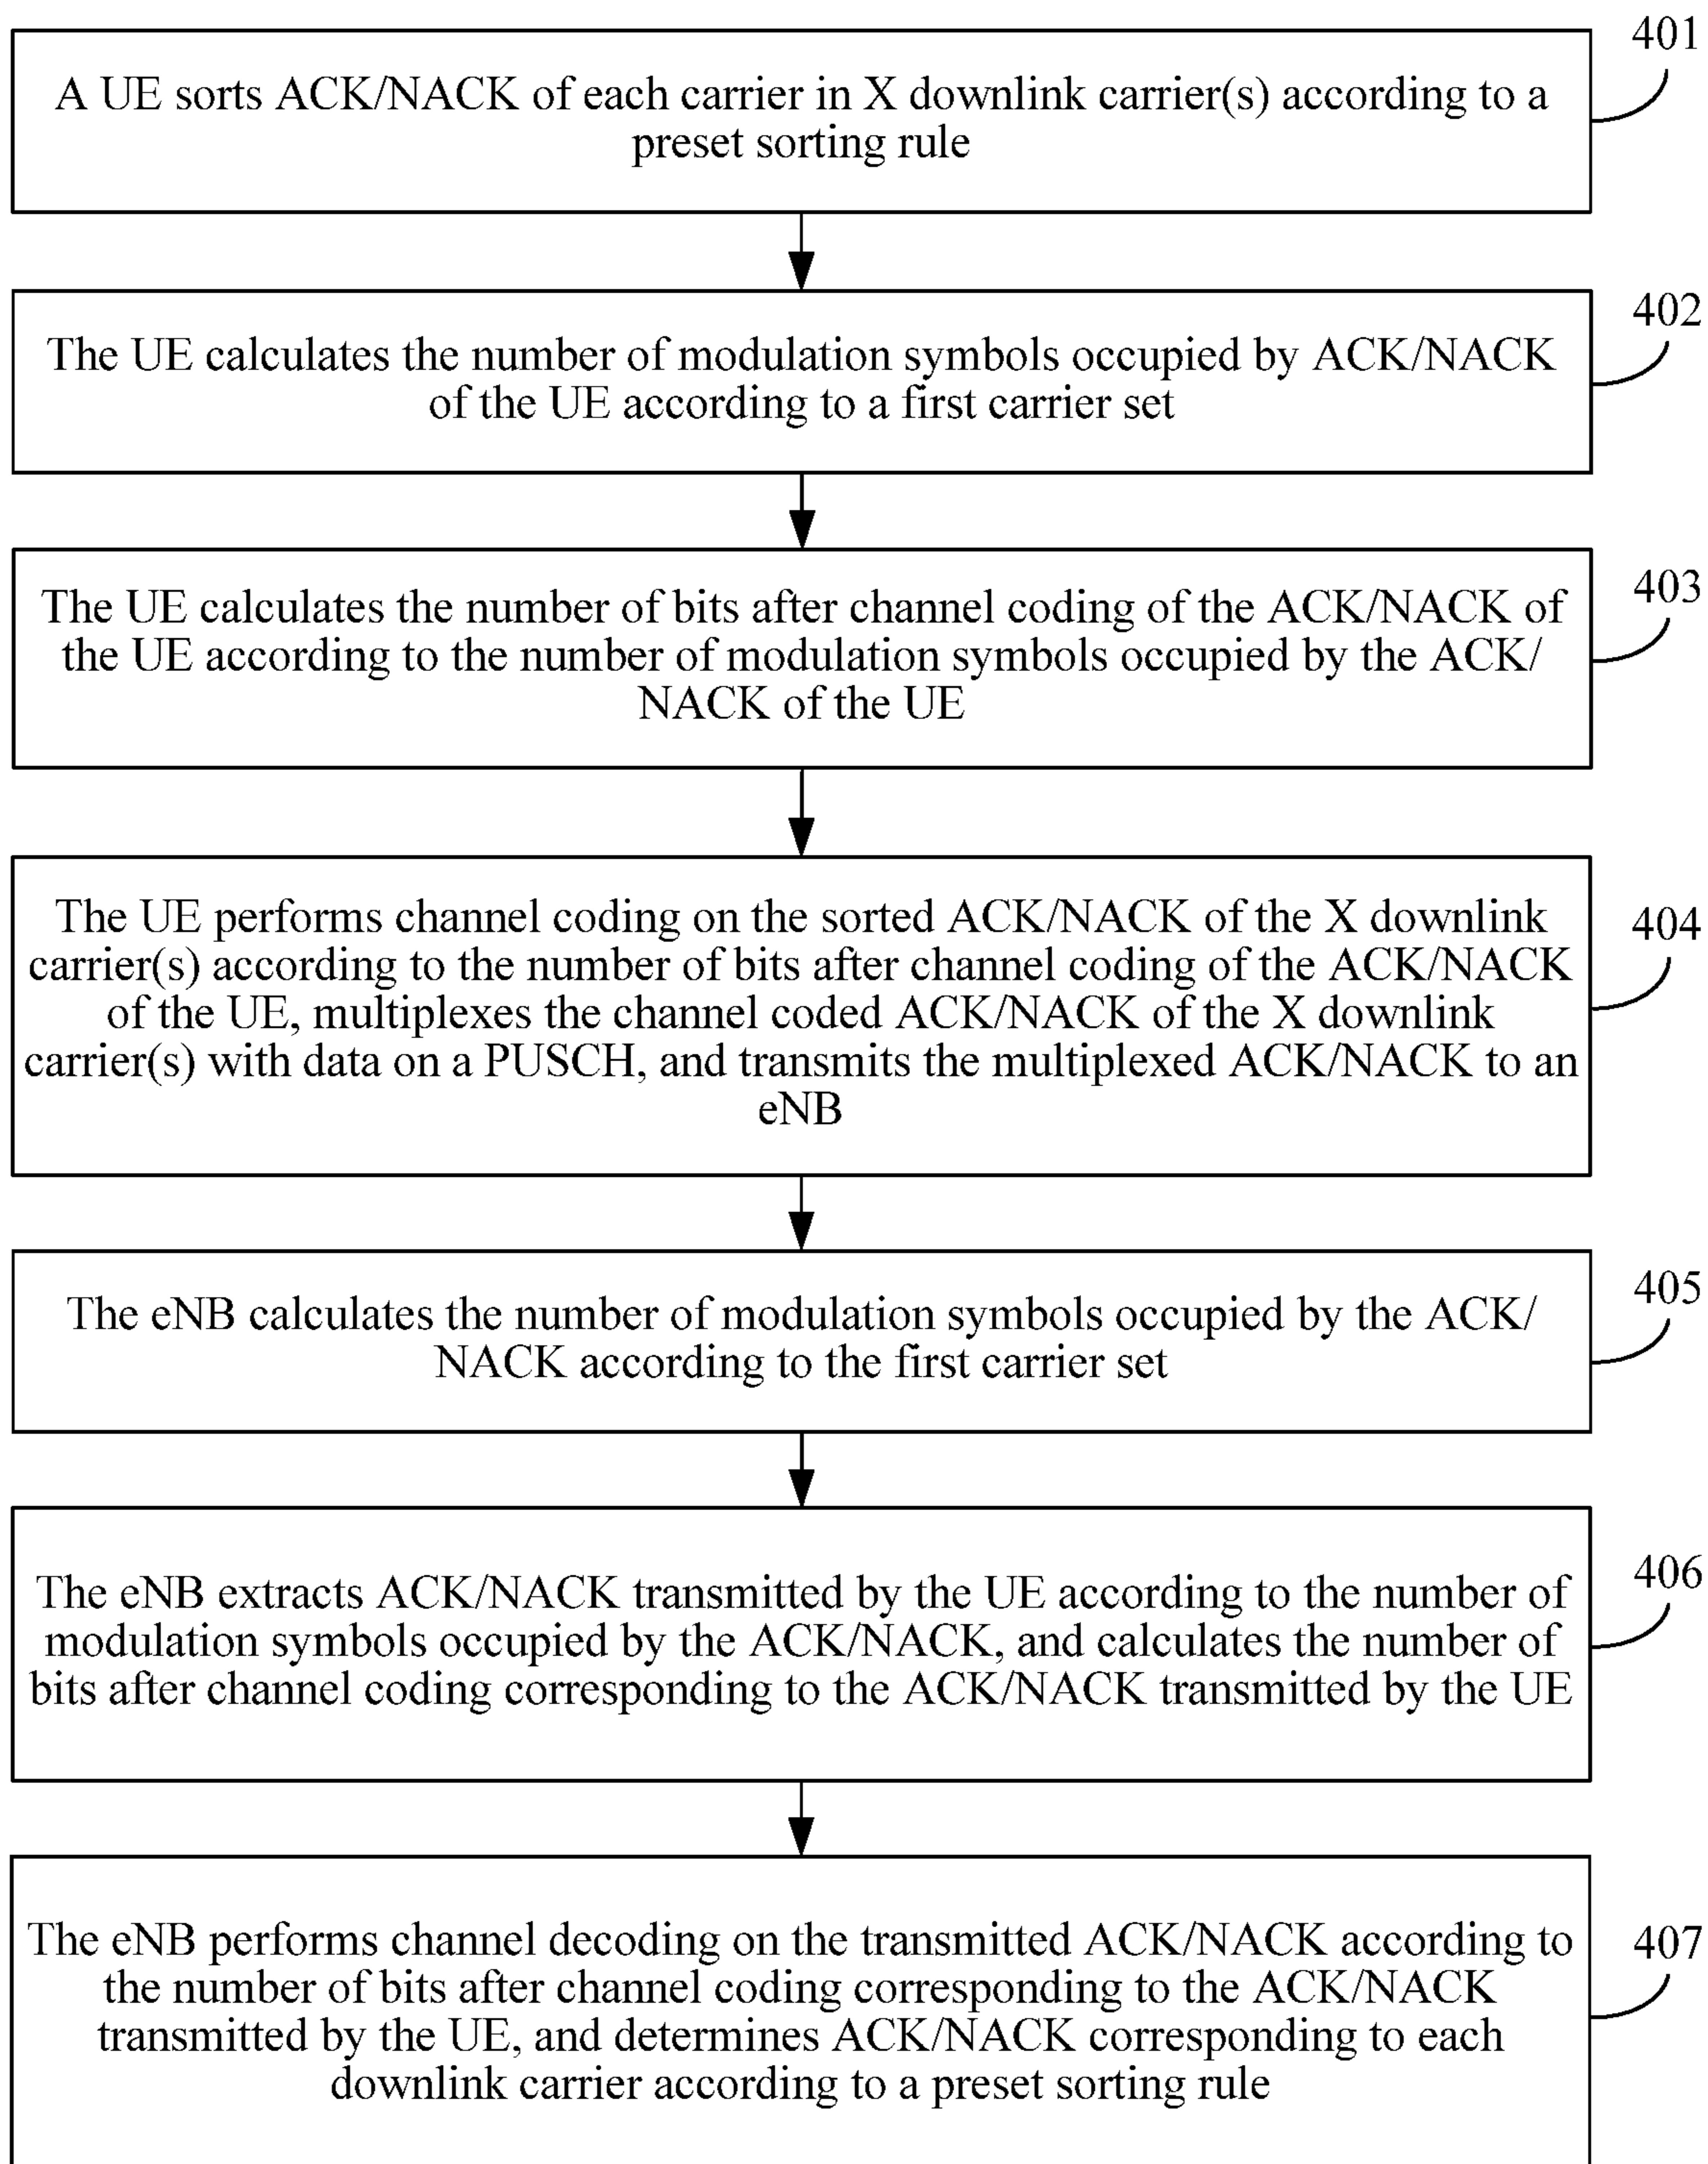 401
A UE sorts ACK/NACK of each carrier in X downlink carrier(s) according to a
preset sorting rule
402
The UE calculates the number of modulation symbols occupied by ACK/NACK
of the UE according to a first carrier set
403
The UE calculates the number of bits after channel coding of the ACK/NACK of
the UE according to the number of modulation symbols occupied by the ACK/
NACK of the UE
404
The UE performs channel coding on the sorted ACK/NACK of the X downlink
carrier(s) according to the number of bits after channel coding of the ACK/NACK
of the UE, multiplexes the channel coded ACK/NACK of the X downlink
carrier(s) with data on a PUSCH, and transmits the multiplexed ACK/NACK to an
eNB
405
The eNB calculates the number of modulation symbols occupied by the ACK/
NACK according to the first carrier set
406
The eNB extracts ACK/NACK transmitted by the UE according to the number of
modulation symbols occupied by the ACK/NACK, and calculates the number of
bits after channel coding corresponding to the ACK/NACK transmitted by the UE
407
The eNB performs channel decoding on the transmitted ACK/NACK according to
the number of bits after channel coding corresponding to the ACK/NACK
transmitted by the UE, and determines ACK/NACK corresponding to each
downlink carrier according to a preset sorting rule